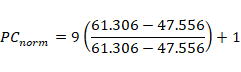 PC_norm = 9 ( (61.306 − 47.556) / (61.306 − 47.556) ) + 1